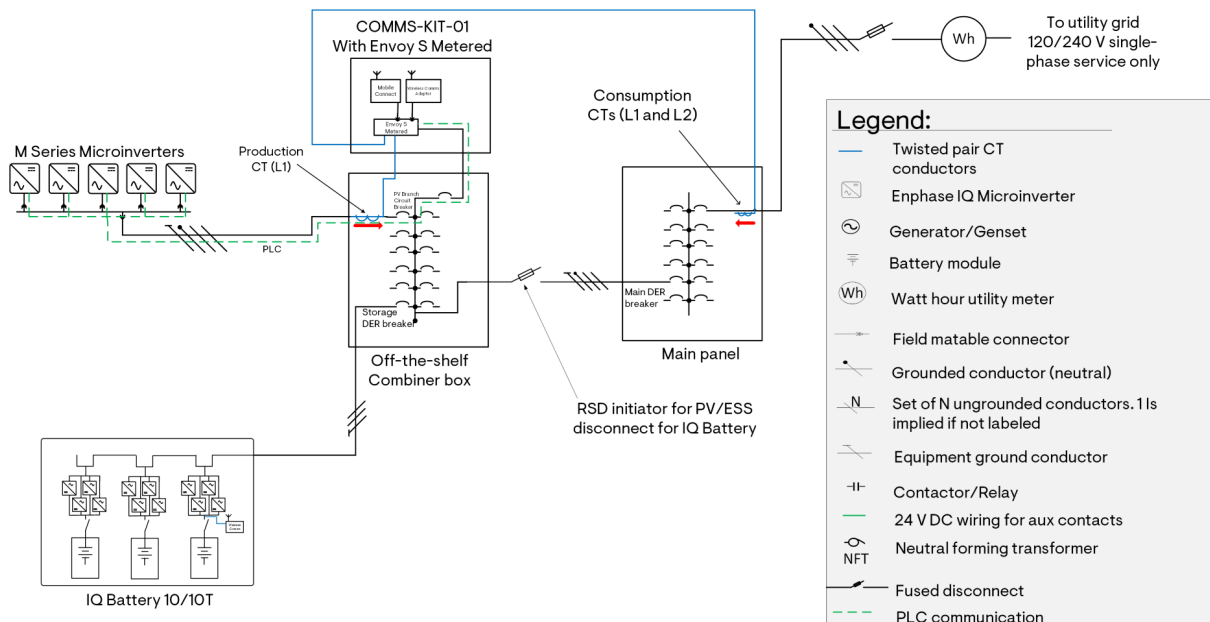 COMMS-KIT-01
With Envoy S Metered
Mobile
Connect
Wireless Comms
Adaptor
Envoy S
Metered
M Series Microinverters
Production
CT (L1)
PV Branch
Circuit
Breaker
PLC
Storage
DER breaker
Off-the-shelf
Combiner box
Consumption
CTs (L1 and L2)
Main DER
breaker
Main panel
RSD initiator for PV/ESS
disconnect for IQ Battery
Wh
To utility grid
120/240 V single-
phase service only
IQ Battery 10/10T
Legend:
Twisted pair CT
conductors
Enphase IQ Microinverter
Generator/Genset
Battery module
Wh
Watt hour utility meter
Field matable connector
Grounded conductor (neutral)
N
Set of N ungrounded conductors. 1 Is
implied if not labeled
Equipment ground conductor
Contactor/Relay
24 V DC wiring for aux contacts
NFT
Neutral forming transformer
Fused disconnect
PLC communication